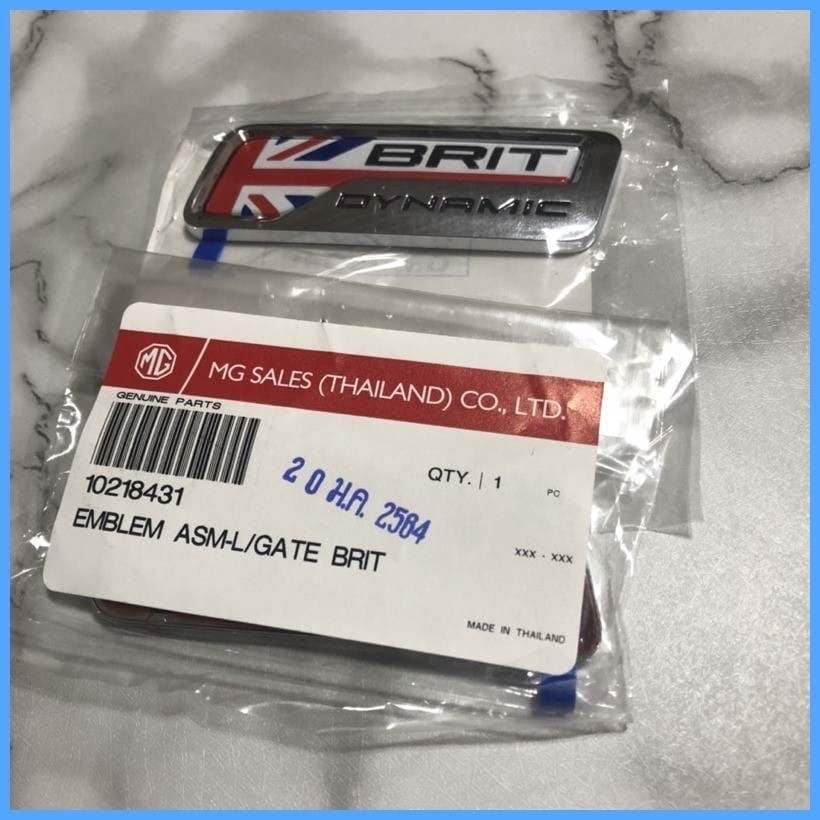 BRIT
DYNAMIC
MG
MG SALES (THAILAND) CO., LTD.
GENUINE PARTS
10218431
20 ม.ค. 2564
QTY. | 1 PC
EMBLEM ASM-L/GATE BRIT
XXX - XXX
MADE IN THAILAND